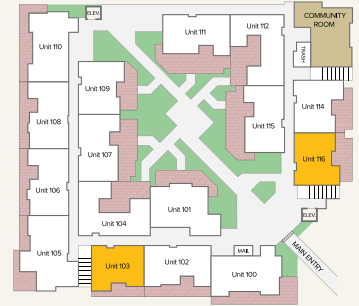 ELEV.
COMMUNITY
ROOM
Unit 110
Unit 111
Unit 112
TRASH
Unit 109
Unit 114
Unit 108
Unit 115
Unit 107
Unit 116
Unit 106
Unit 101
ELEV.
Unit 104
Unit 105
MAIL
MAIN ENTRY
Unit 103
Unit 102
Unit 100